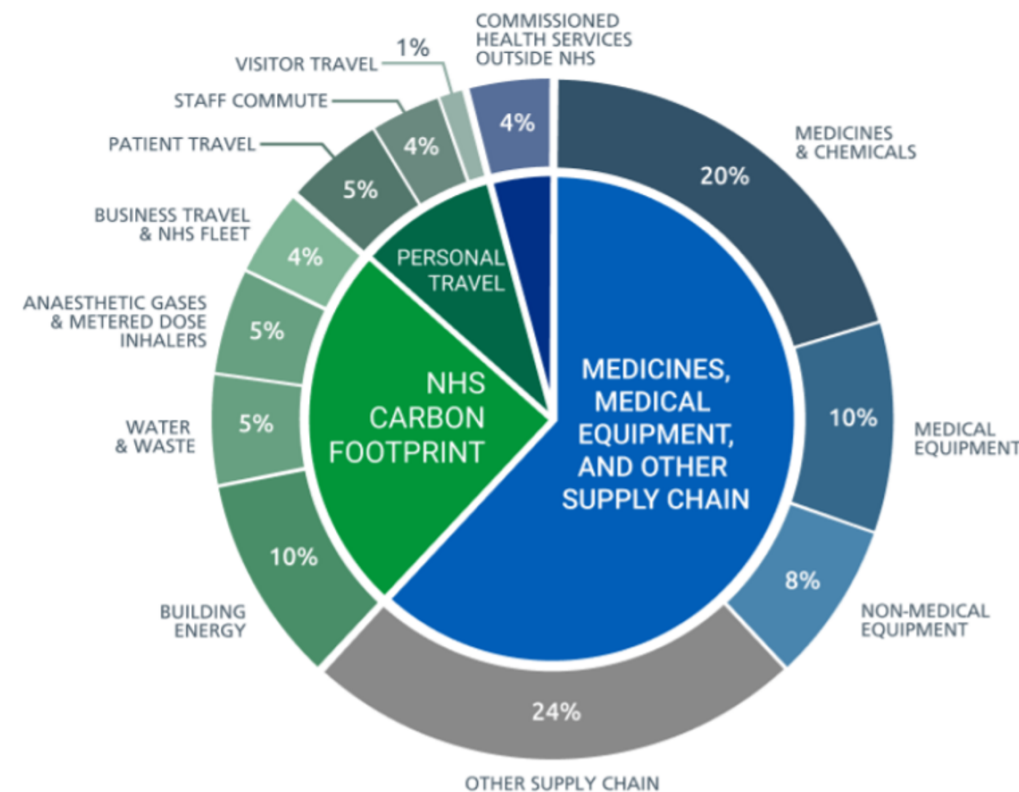 COMMISSIONED
HEALTH SERVICES
OUTSIDE NHS
1%
VISITOR TRAVEL
STAFF COMMUTE
PATIENT TRAVEL
BUSINESS TRAVEL
& NHS FLEET
ANAESTHETIC GASES
& METERED DOSE
INHALERS
WATER
& WASTE
BUILDING
ENERGY
OTHER SUPPLY CHAIN
NON-MEDICAL
EQUIPMENT
MEDICAL
EQUIPMENT
MEDICINES
& CHEMICALS
4%
20%
10%
8%
24%
10%
5%
5%
4%
5%
4%
PERSONAL
TRAVEL
NHS
CARBON
FOOTPRINT
MEDICINES,
MEDICAL
EQUIPMENT,
AND OTHER
SUPPLY CHAIN